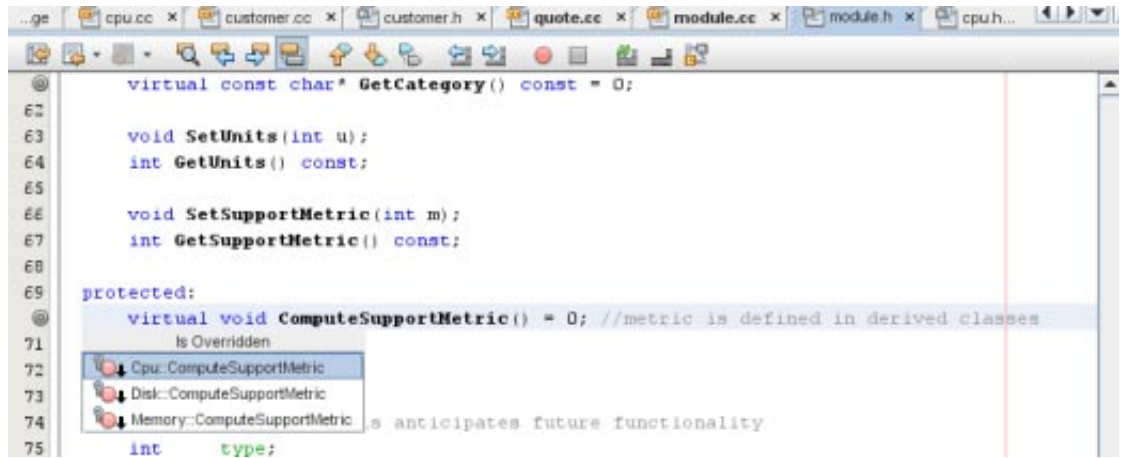 ...ge cpu.cc × customer.cc × customer.h × quote.cc × module.cc × module.h × cpu.h...
virtual const char* GetCategory() const = 0;
62
63 void SetUnits(int u);
64 int GetUnits() const;
65
66 void SetSupportMetric(int m);
67 int GetSupportMetric() const;
68
69 protected:
virtual void ComputeSupportMetric() = 0; //metric is defined in derived classes
71 Is Overridden
72 Cpu::ComputeSupportMetric
73 Disk::ComputeSupportMetric
74 Memory::ComputeSupportMetric s anticipates future functionality
75 int type;